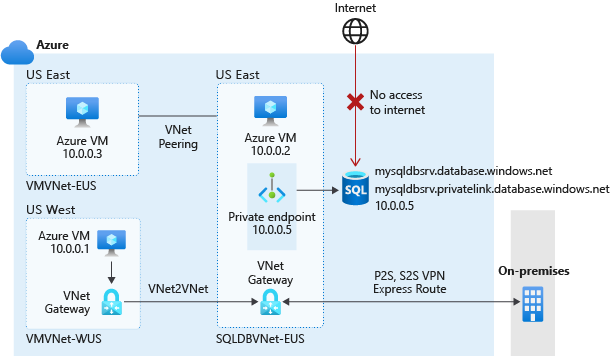 Internet
Azure
US East
Azure VM
10.0.0.3
VMVNet-EUS
VNet
Peering
US East
Azure VM
10.0.0.2
Private endpoint
10.0.0.5
No access
to internet
SQL
mysqldbsrv.database.windows.net
mysqldbsrv.privatelink.database.windows.net
10.0.0.5
US West
Azure VM
10.0.0.1
VNet
Gateway
VMVNet-WUS
VNet2VNet
VNet
Gateway
SQLDBVNet-EUS
P2S, S2S VPN
Express Route
On-premises